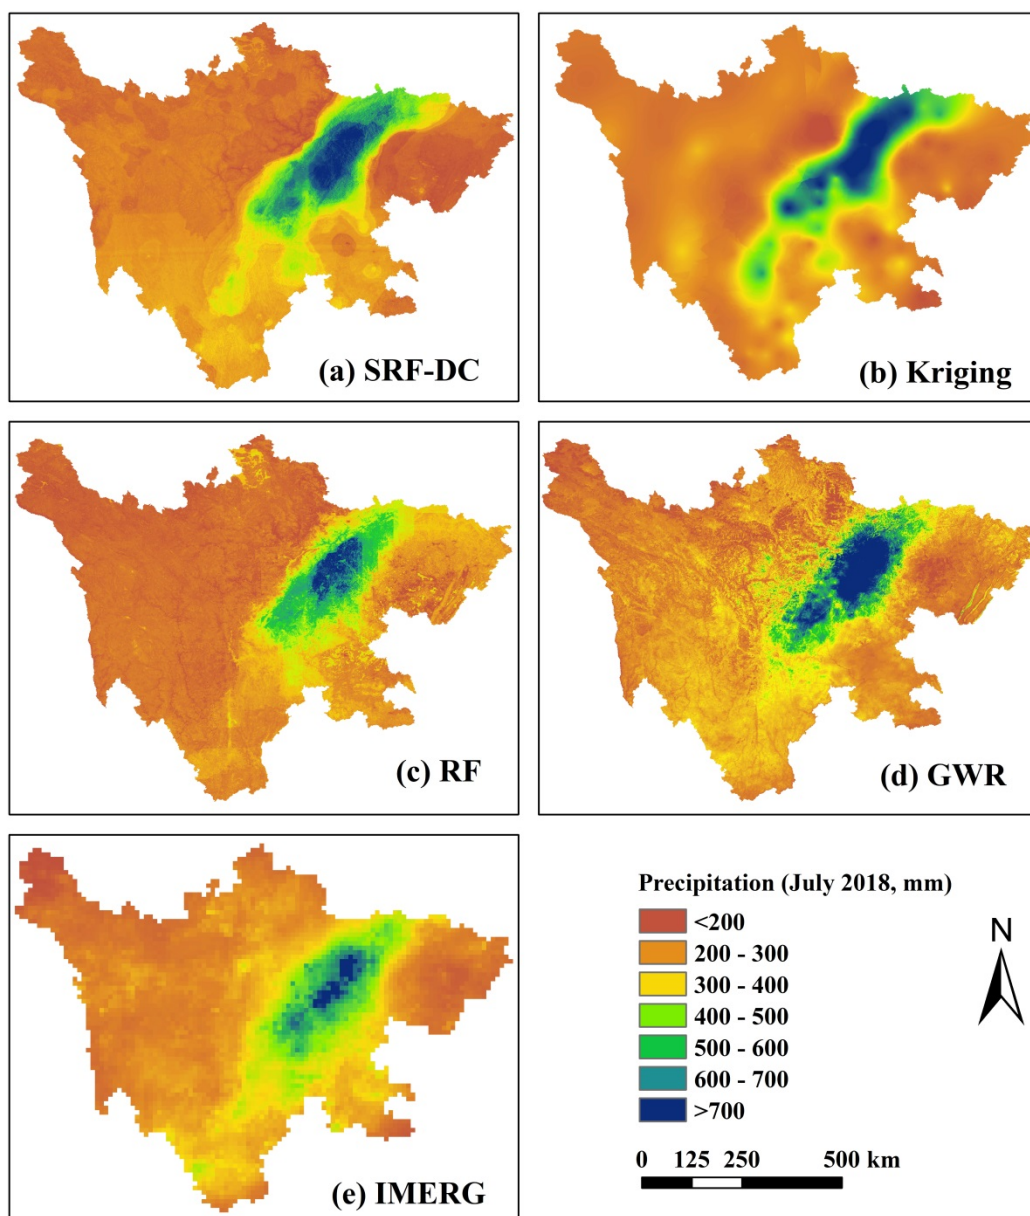 (a) SRF-DC
(b) Kriging
(c) RF
(d) GWR
(e) IMERG
Precipitation (July 2018, mm)
<200
200 - 300
300 - 400
400 - 500
500 - 600
600 - 700
>700
N
0 125 250 500 km